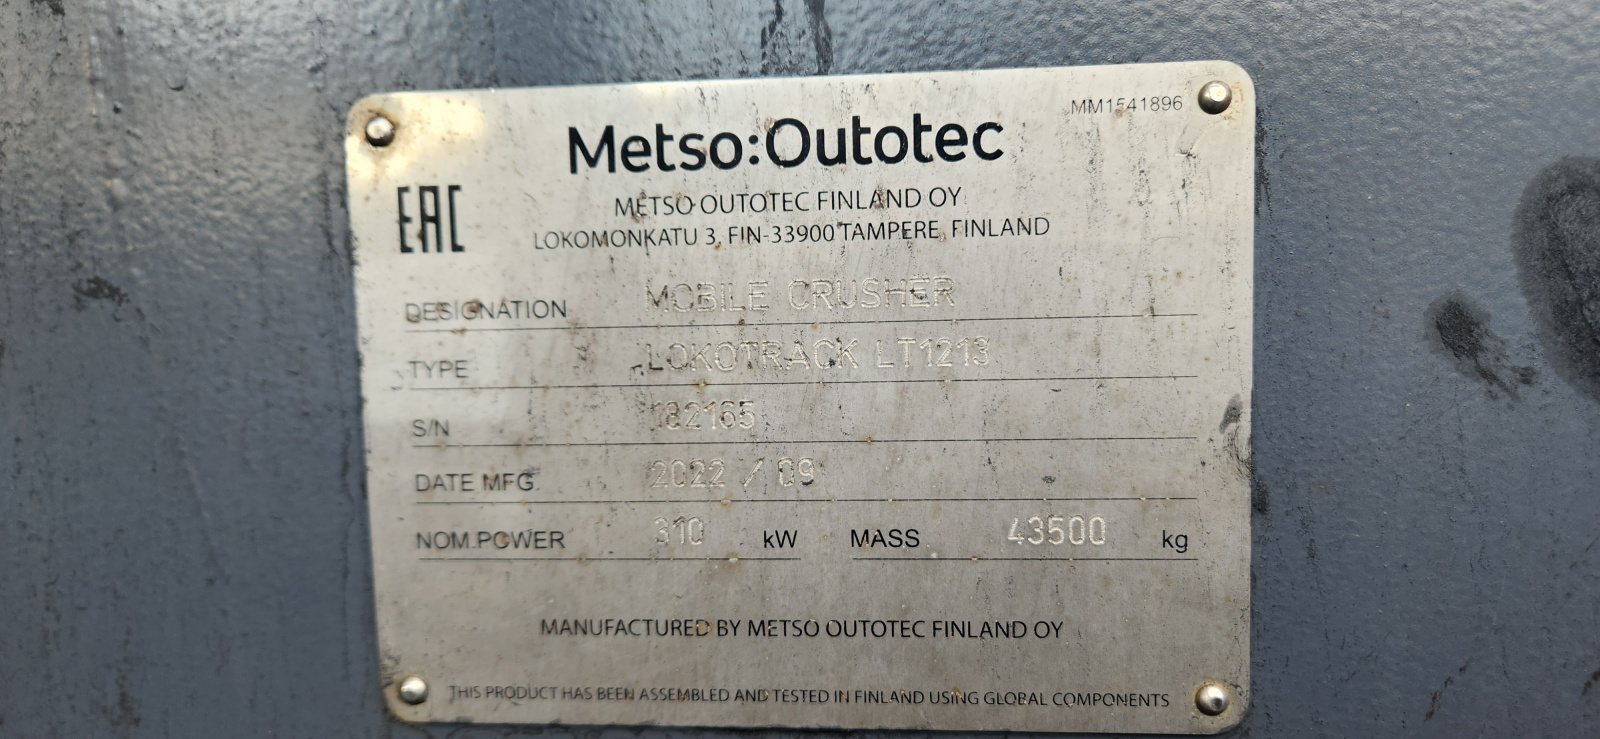 MM1541896
Metso:Outotec
EAC
METSO OUTOTEC FINLAND OY
LOKOMONKATU 3, FIN-33900 TAMPERE, FINLAND
DESIGNATION MOBILE CRUSHER
TYPE LOKOTRACK LT1213
S/N 182165
DATE MFG. 2022 / 09
NOM.POWER 310 kW MASS 43500 kg
MANUFACTURED BY METSO OUTOTEC FINLAND OY
THIS PRODUCT HAS BEEN ASSEMBLED AND TESTED IN FINLAND USING GLOBAL COMPONENTS